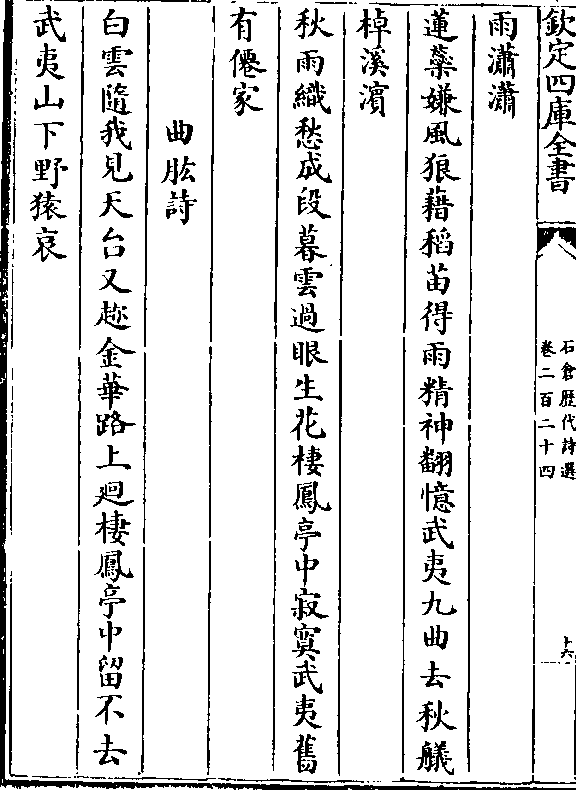 欽定四庫全書
石倉歷代詩選
卷二百二十四
十六
雨瀟瀟
蓮蘂嫌風狼藉稻苗得雨精神翻憶武夷九曲去秋艤
棹溪濱
秋雨織愁成段暮雲過眼生花棲鳳亭中寂寞武夷舊
有僊家
曲肱詩
白雲隨我見天台又趂金華路上廻棲鳳亭中留不去
武夷山下野猿哀